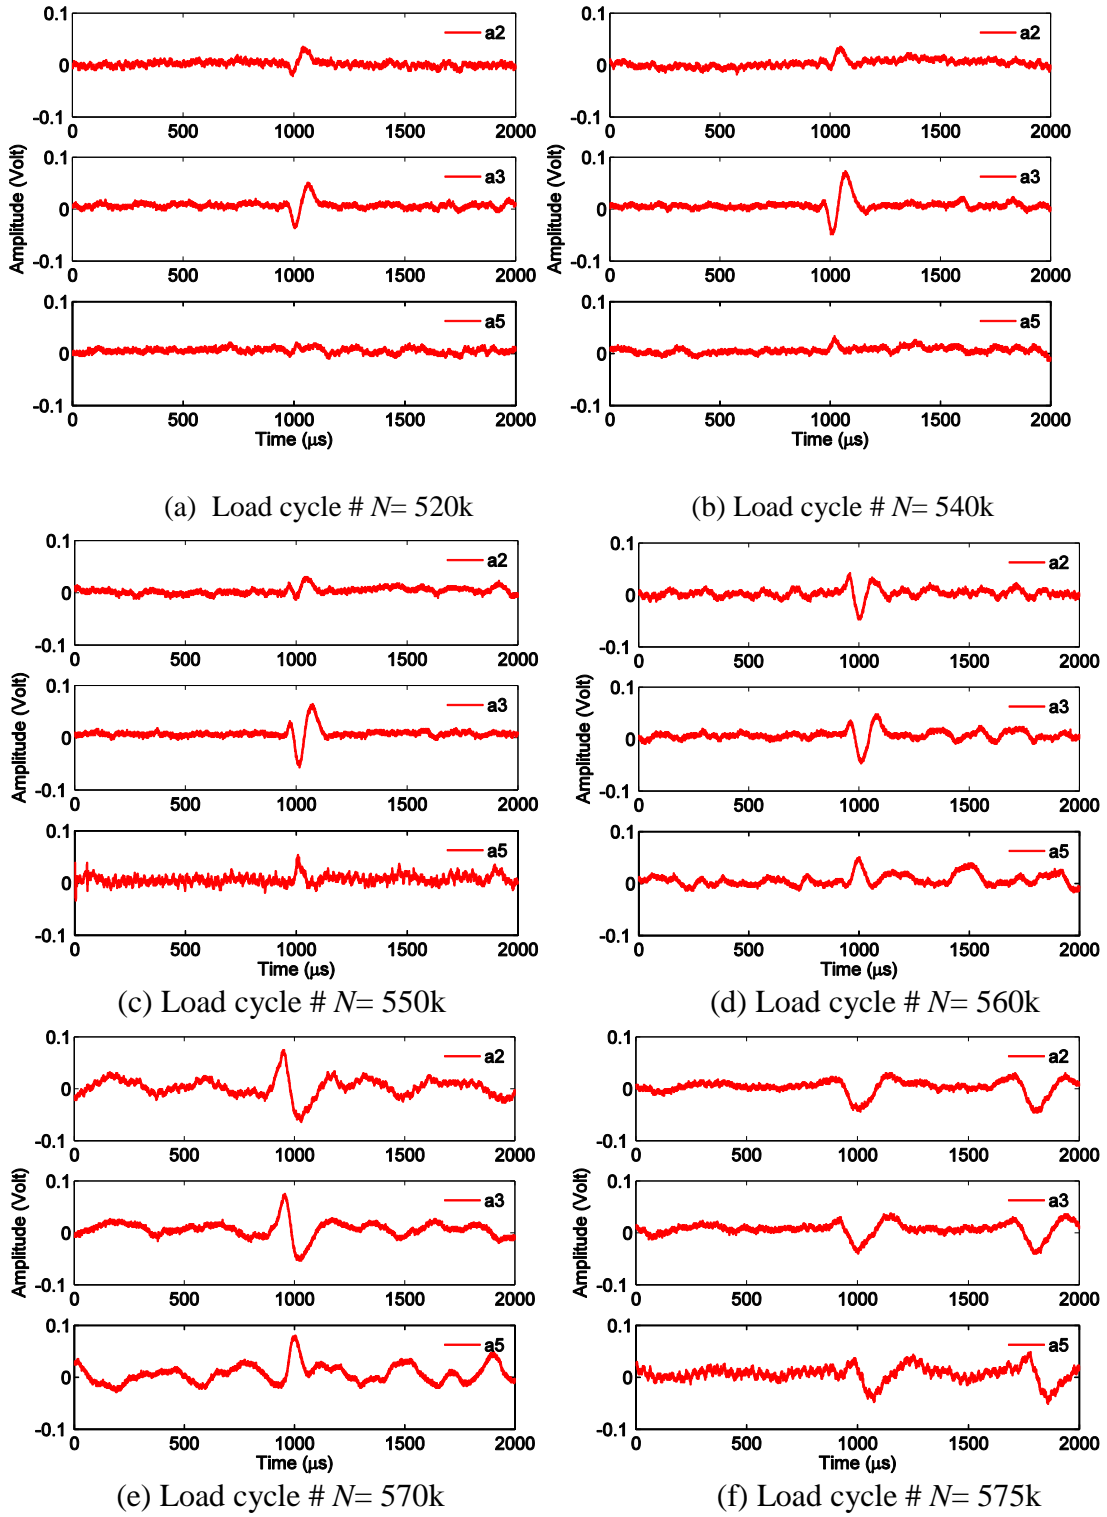 0.1
a2
0
-0.1
0 500 1000 1500 2000
0.1
a3
0
-0.1
0 500 1000 1500 2000
0.1
a5
0
-0.1
0 500 1000 1500 2000
Amplitude (Volt)
Time (μs)
(a) Load cycle # N= 520k
0.1
a2
0
-0.1
0 500 1000 1500 2000
0.1
a3
0
-0.1
0 500 1000 1500 2000
0.1
a5
0
-0.1
0 500 1000 1500 2000
Amplitude (Volt)
Time (μs)
(b) Load cycle # N= 540k
0.1
a2
0
-0.1
0 500 1000 1500 2000
0.1
a3
0
-0.1
0 500 1000 1500 2000
0.1
a5
0
-0.1
0 500 1000 1500 2000
Amplitude (Volt)
Time (μs)
(c) Load cycle # N= 550k
0.1
a2
0
-0.1
0 500 1000 1500 2000
0.1
a3
0
-0.1
0 500 1000 1500 2000
0.1
a5
0
-0.1
0 500 1000 1500 2000
Amplitude (Volt)
Time (μs)
(d) Load cycle # N= 560k
0.1
a2
0
-0.1
0 500 1000 1500 2000
0.1
a3
0
-0.1
0 500 1000 1500 2000
0.1
a5
0
-0.1
0 500 1000 1500 2000
Amplitude (Volt)
Time (μs)
(e) Load cycle # N= 570k
0.1
a2
0
-0.1
0 500 1000 1500 2000
0.1
a3
0
-0.1
0 500 1000 1500 2000
0.1
a5
0
-0.1
0 500 1000 1500 2000
Amplitude (Volt)
Time (μs)
(f) Load cycle # N= 575k